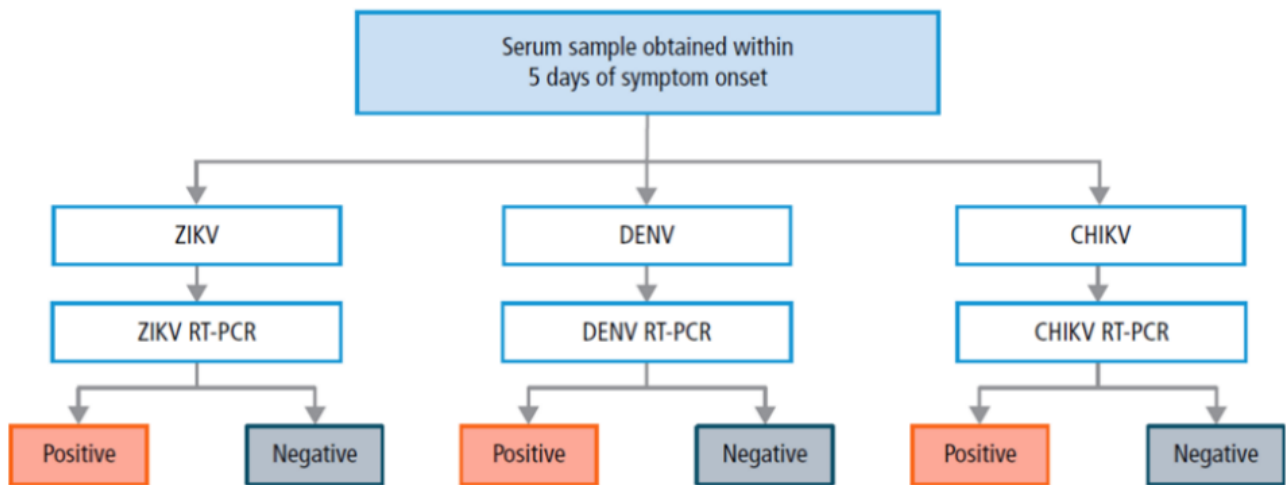 Serum sample obtained within
5 days of symptom onset
ZIKV
DENV
CHIKV
ZIKV RT-PCR
DENV RT-PCR
CHIKV RT-PCR
Positive
Negative
Positive
Negative
Positive
Negative